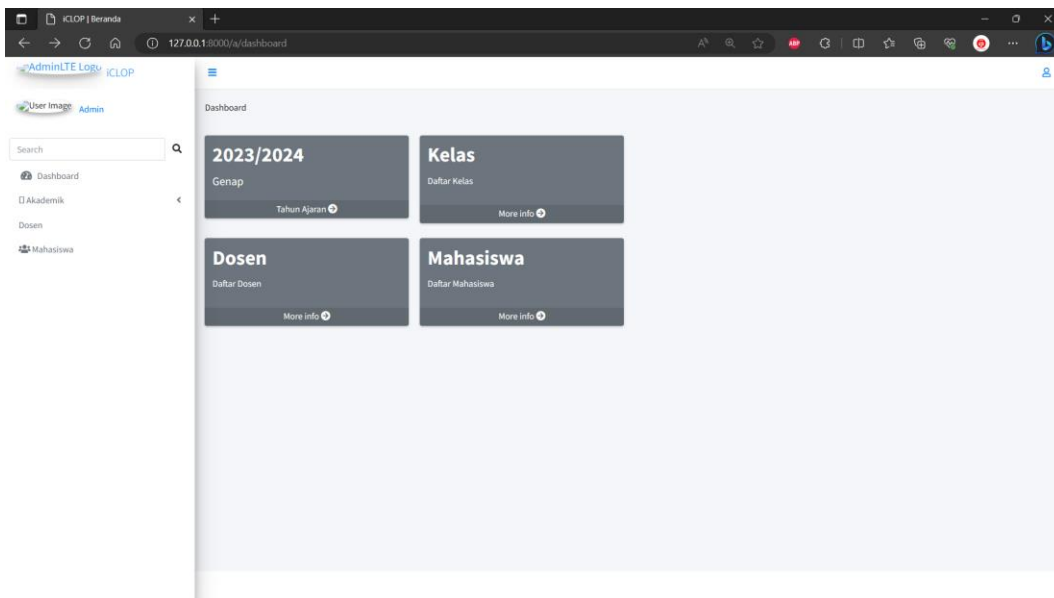 iCLOP | Beranda
127.0.0.1:8000/a/dashboard
ABP
AdminLTE Logo iCLOP
User Image Admin
Dashboard
Search
Dashboard
Akademik
Dosen
Mahasiswa
2023/2024
Genap
Tahun Ajaran
Kelas
Daftar Kelas
More info
Dosen
Daftar Dosen
More info
Mahasiswa
Daftar Mahasiswa
More info